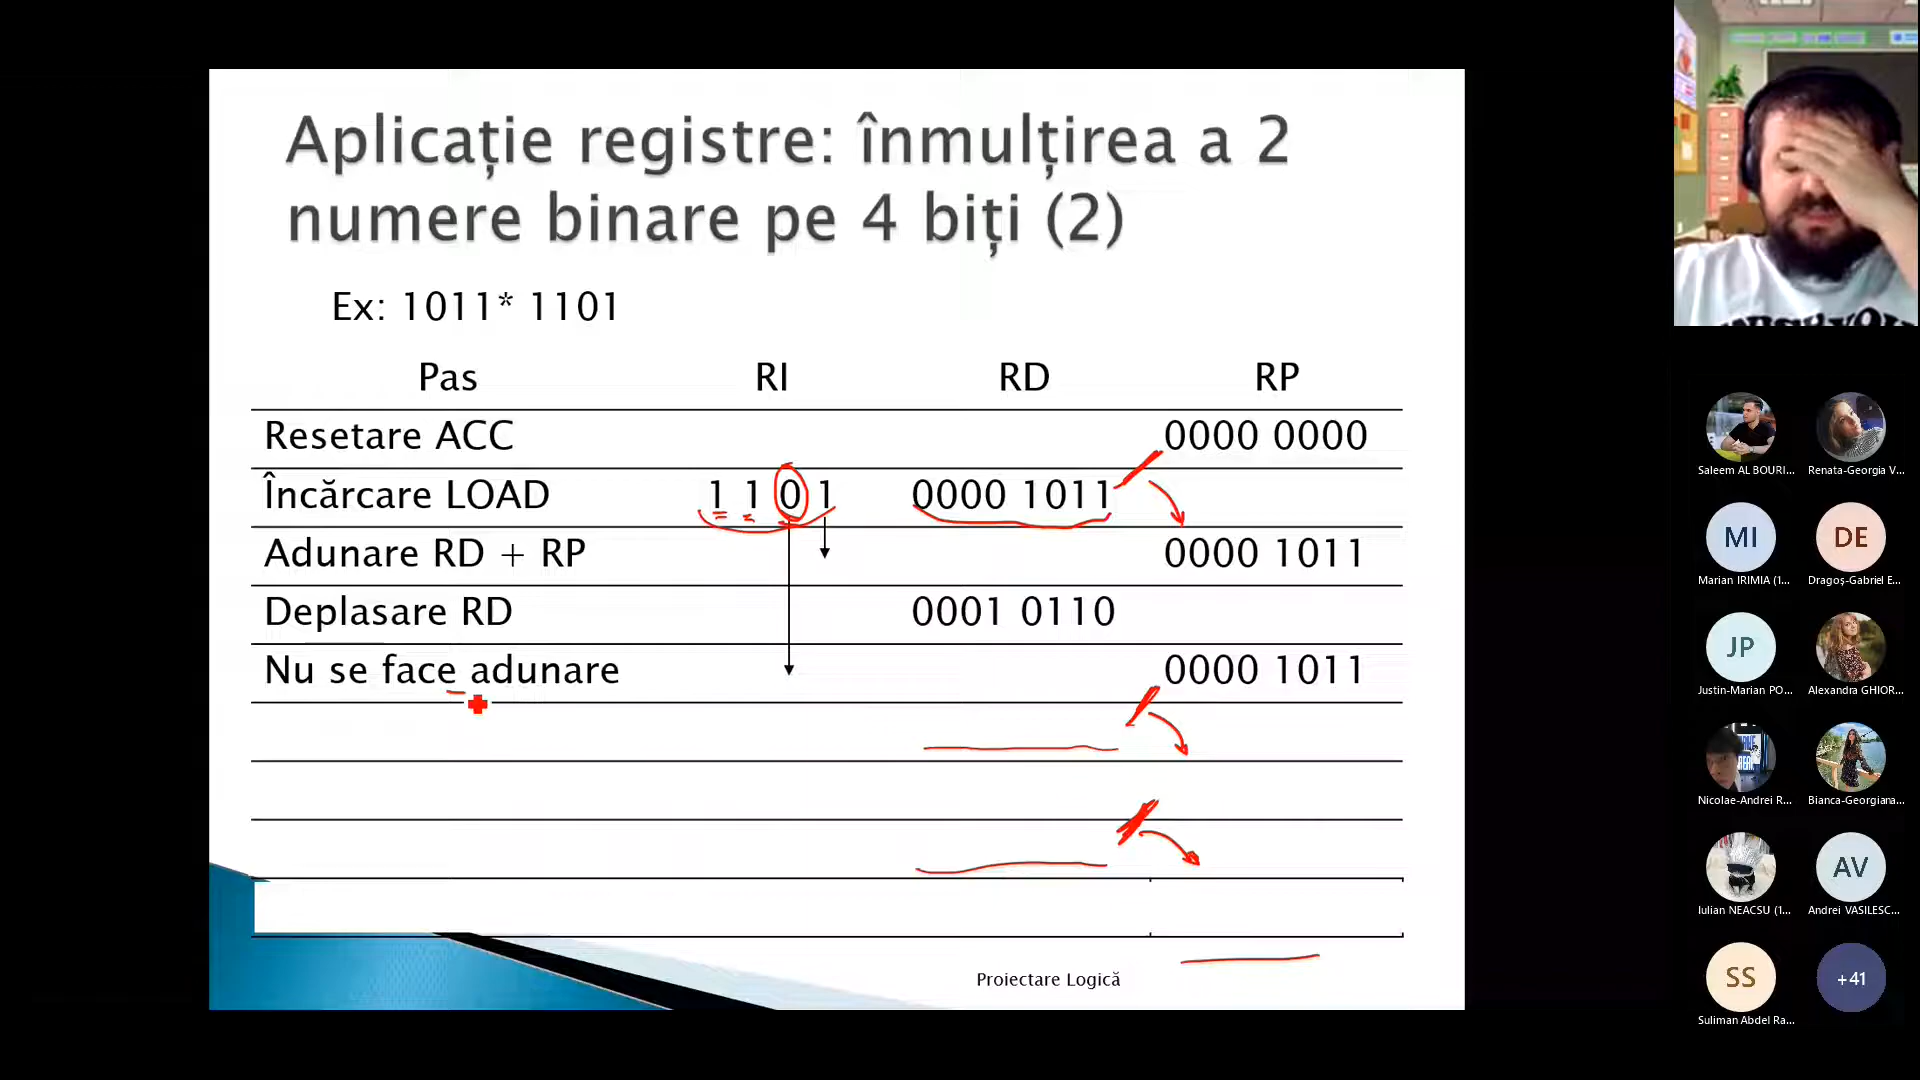 Aplicație registre: înmulțirea a 2
numere binare pe 4 biți (2)
Ex: 1011* 1101
Pas RI RD RP
Resetare ACC 0000 0000
Încărcare LOAD 1 1 0 1 0000 1011
Adunare RD + RP 0000 1011
Deplasare RD 0001 0110
Nu se face adunare 0000 1011
Proiectare Logică
Saleem AL BOURI... Renata-Georgia V...
MI DE
Marian IRIMIA (1... Dragoș-Gabriel E...
JP
Justin-Marian PO... Alexandra GHIOR...
Nicolae-Andrei R... Bianca-Georgiana...
AV
Iulian NEACSU (1... Andrei VASILESC...
SS +41
Suliman Abdel Ra...